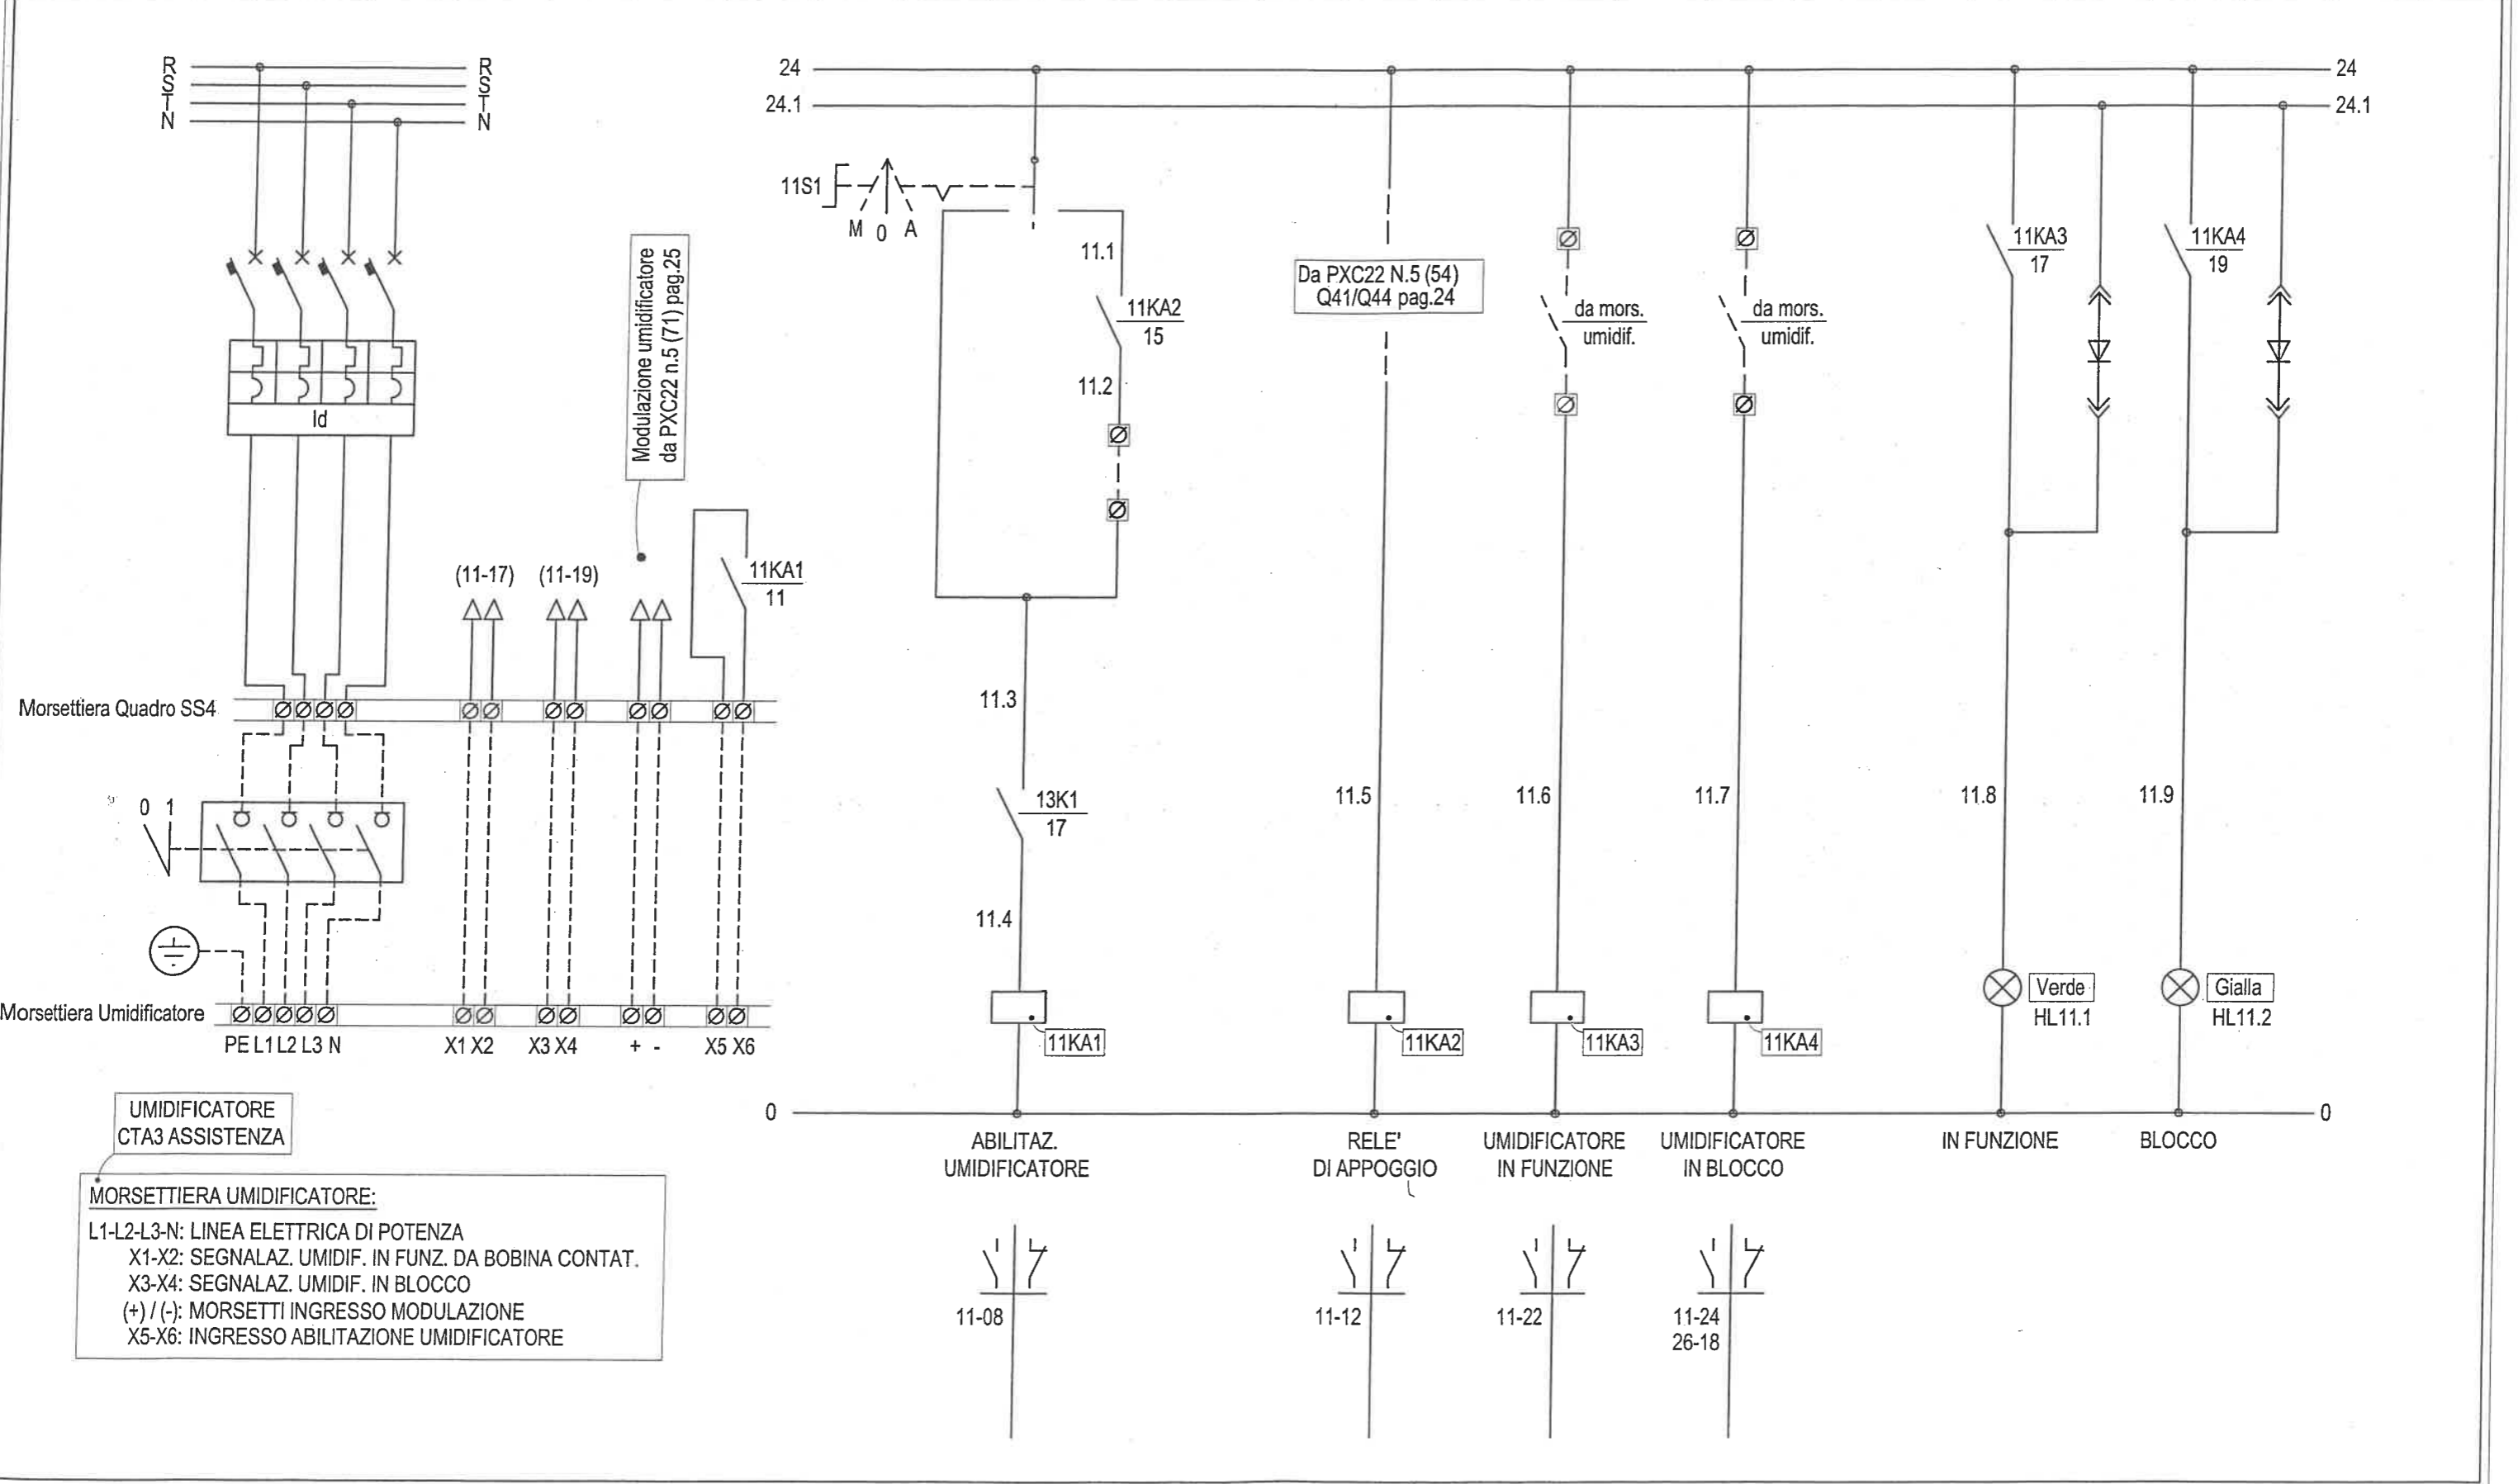 R
S
T
N
R
S
T
N
24
24.1
24
24.1
11S1
M 0 A
Modulazione umidificatore
da PXC22 n.5 (71) pag.25
Id
11.1
11KA2
15
11.2
Da PXC22 N.5 (54)
Q41/Q44 pag.24
da mors.
umidif.
da mors.
umidif.
11KA3
17
11KA4
19
(11-17)
(11-19)
11KA1
11
Morsettiera Quadro SS4
0 1
11.3
13K1
17
11.4
11.5
11.6
11.7
11.8
11.9
Morsettiera Umidificatore
PE L1 L2 L3 N
X1 X2
X3 X4
+ -
X5 X6
11KA1
11KA2
11KA3
11KA4
Verde
HL11.1
Gialla
HL11.2
0
0
ABILITAZ.
UMIDIFICATORE
RELE'
DI APPOGGIO
UMIDIFICATORE
IN FUNZIONE
UMIDIFICATORE
IN BLOCCO
IN FUNZIONE
BLOCCO
UMIDIFICATORE
CTA3 ASSISTENZA
MORSETTIERA UMIDIFICATORE:
L1-L2-L3-N: LINEA ELETTRICA DI POTENZA
X1-X2: SEGNALAZ. UMIDIF. IN FUNZ. DA BOBINA CONTAT.
X3-X4: SEGNALAZ. UMIDIF. IN BLOCCO
(+) / (-): MORSETTI INGRESSO MODULAZIONE
X5-X6: INGRESSO ABILITAZIONE UMIDIFICATORE
11-08
11-12
11-22
11-24
26-18